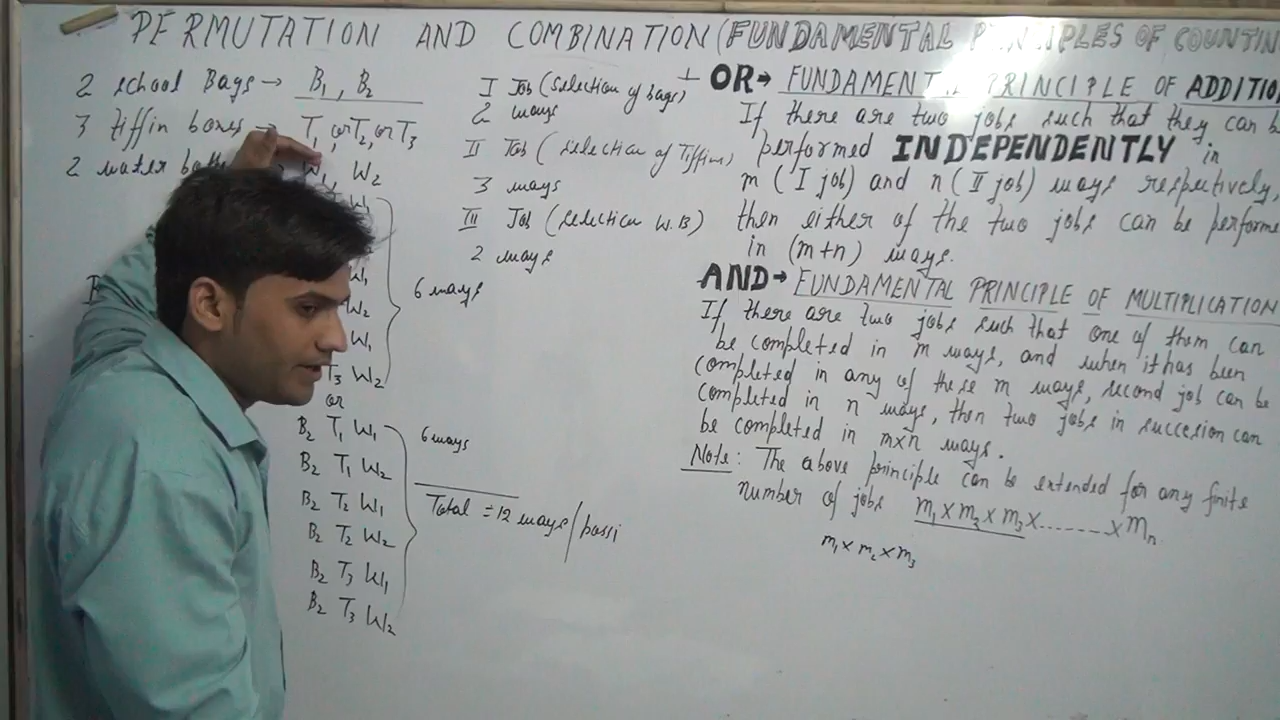 PERMUTATION AND COMBINATION (FUNDAMENTAL PRINCIPLES OF COUNTIN
2 school Bags → B1, B2
3 Tiffin boxes → T1, or T2, or T3
2 water bott W1, W2
W1
W1
W2
W1
T3 W2
6 ways
or
B2 T1 W1
B2 T1 W2
B2 T2 W1
B2 T2 W2
B2 T3 W1
B2 T3 W2
6 ways
Total = 12 ways / possi
I Job (Selection of bags)
2 ways
II Job (Selection of Tiffins)
3 ways
III Job (Selection W.B)
2 ways
OR → FUNDAMENTAL PRINCIPLE OF ADDITIO
If there are two jobs such that they can be
performed INDEPENDENTLY in
m (I job) and n (II job) ways respectively,
then either of the two jobs can be performe
in (m+n) ways.
AND → FUNDAMENTAL PRINCIPLE OF MULTIPLICATION
If there are two jobs such that one of them can
be completed in m ways, and when it has been
completed in any of these m ways, second job can be
completed in n ways, then two jobs in succesion can
be completed in m×n ways.
Note: The above principle can be extended for any finite
number of jobs m1 × m2 × m3 × ........ × mn
m1 × m2 × m3